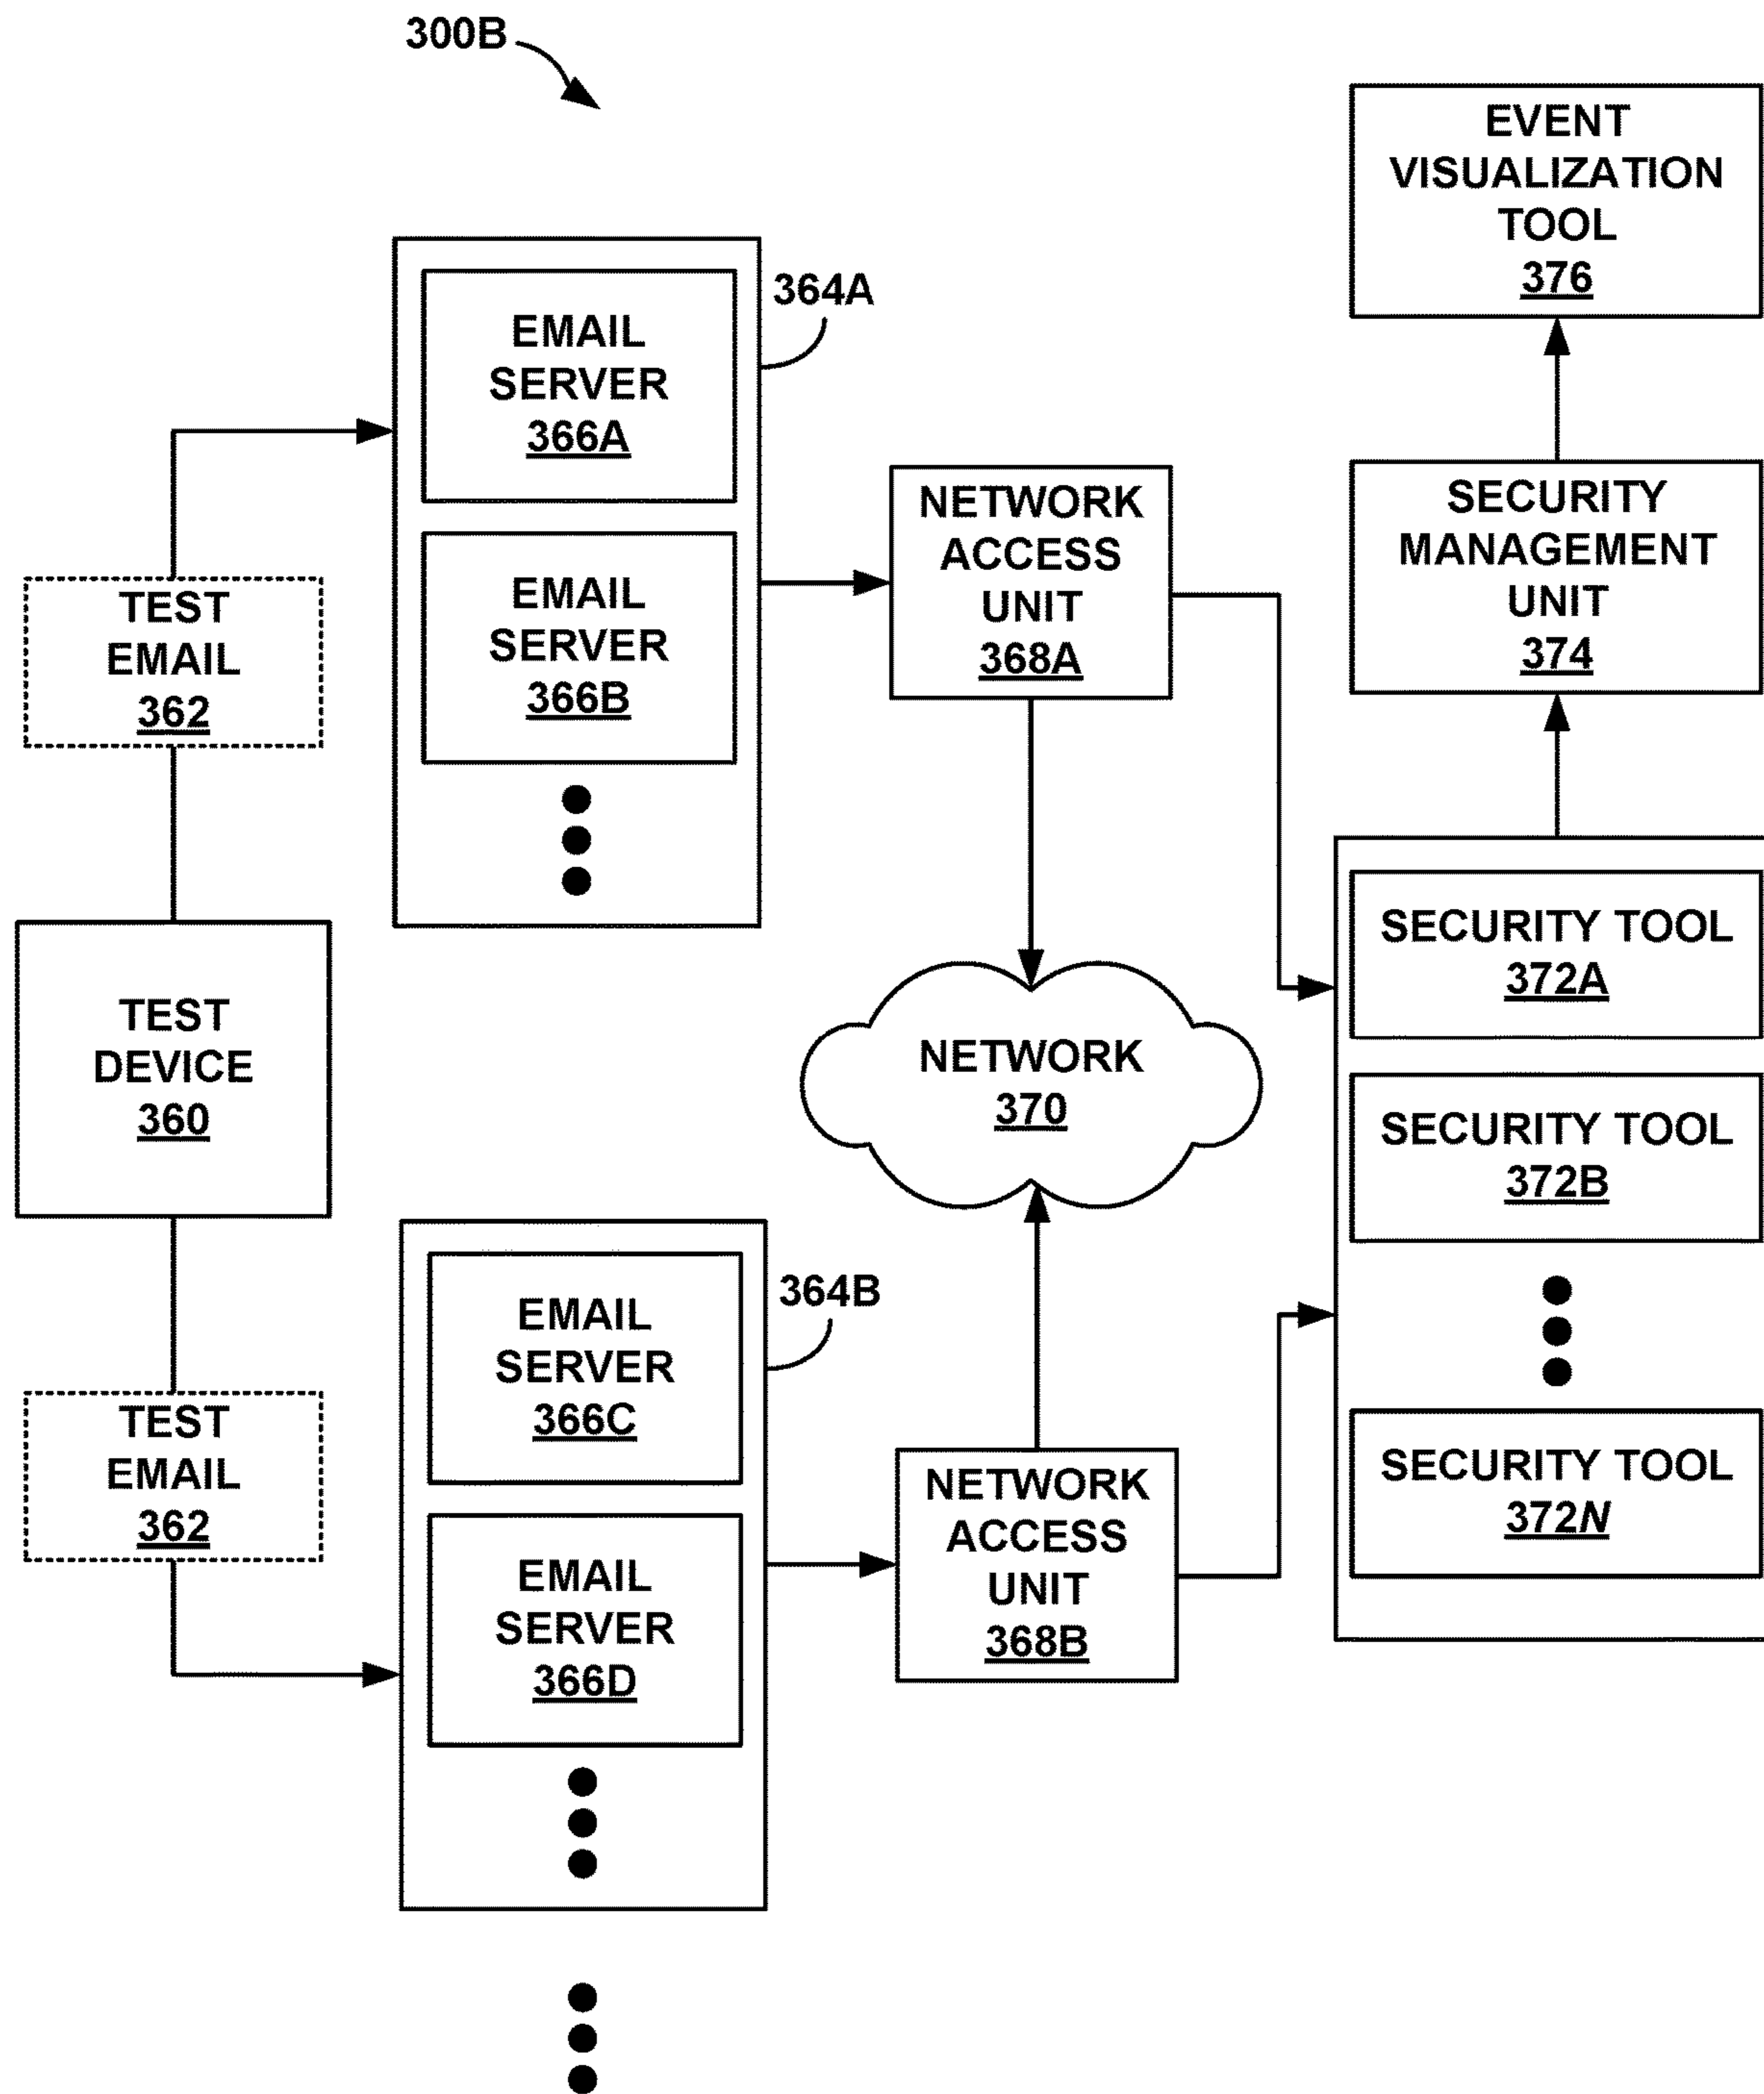 300B
EVENT
VISUALIZATION
TOOL
376
364A
EMAIL
SERVER
366A
EMAIL
SERVER
366B
NETWORK
ACCESS
UNIT
368A
SECURITY
MANAGEMENT
UNIT
374
TEST
EMAIL
362
TEST
DEVICE
360
NETWORK
370
SECURITY TOOL
372A
SECURITY TOOL
372B
SECURITY TOOL
372N
364B
EMAIL
SERVER
366C
EMAIL
SERVER
366D
TEST
EMAIL
362
NETWORK
ACCESS
UNIT
368B